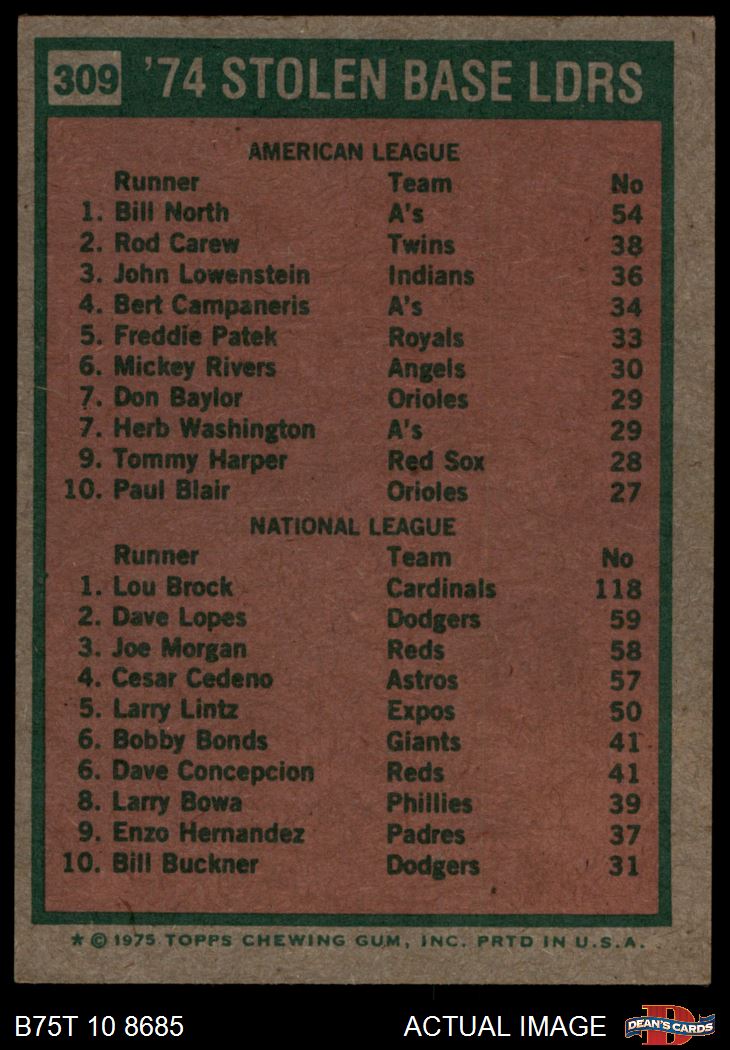 309 '74 STOLEN BASE LDRS
AMERICAN LEAGUE
Runner Team No
1. Bill North A's 54
2. Rod Carew Twins 38
3. John Lowenstein Indians 36
4. Bert Campaneris A's 34
5. Freddie Patek Royals 33
6. Mickey Rivers Angels 30
7. Don Baylor Orioles 29
7. Herb Washington A's 29
9. Tommy Harper Red Sox 28
10. Paul Blair Orioles 27
NATIONAL LEAGUE
Runner Team No
1. Lou Brock Cardinals 118
2. Dave Lopes Dodgers 59
3. Joe Morgan Reds 58
4. Cesar Cedeno Astros 57
5. Larry Lintz Expos 50
6. Bobby Bonds Giants 41
6. Dave Concepcion Reds 41
8. Larry Bowa Phillies 39
9. Enzo Hernandez Padres 37
10. Bill Buckner Dodgers 31
* © 1975 TOPPS CHEWING GUM, INC. PRTD IN U.S.A.
B75T 10 8685 ACTUAL IMAGE D DEAN'S CARDS